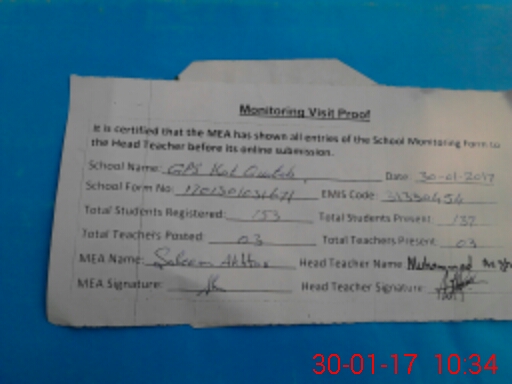 Monitoring Visit Proof
It is certified that the MEA has shown all entries of the School Monitoring Form to
the Head Teacher before its online submission.
School Name: GPS Kot Date: 30-01-2017
School Form No: EMIS Code:
Total Students Registered: 153 Total Students Present: 137
Total Teachers Posted: 03 Total Teachers Present: 03
MEA Name: Saleem Akhtar Head Teacher Name: Muhammad
MEA Signature: Head Teacher Signature:
30-01-17 10:34